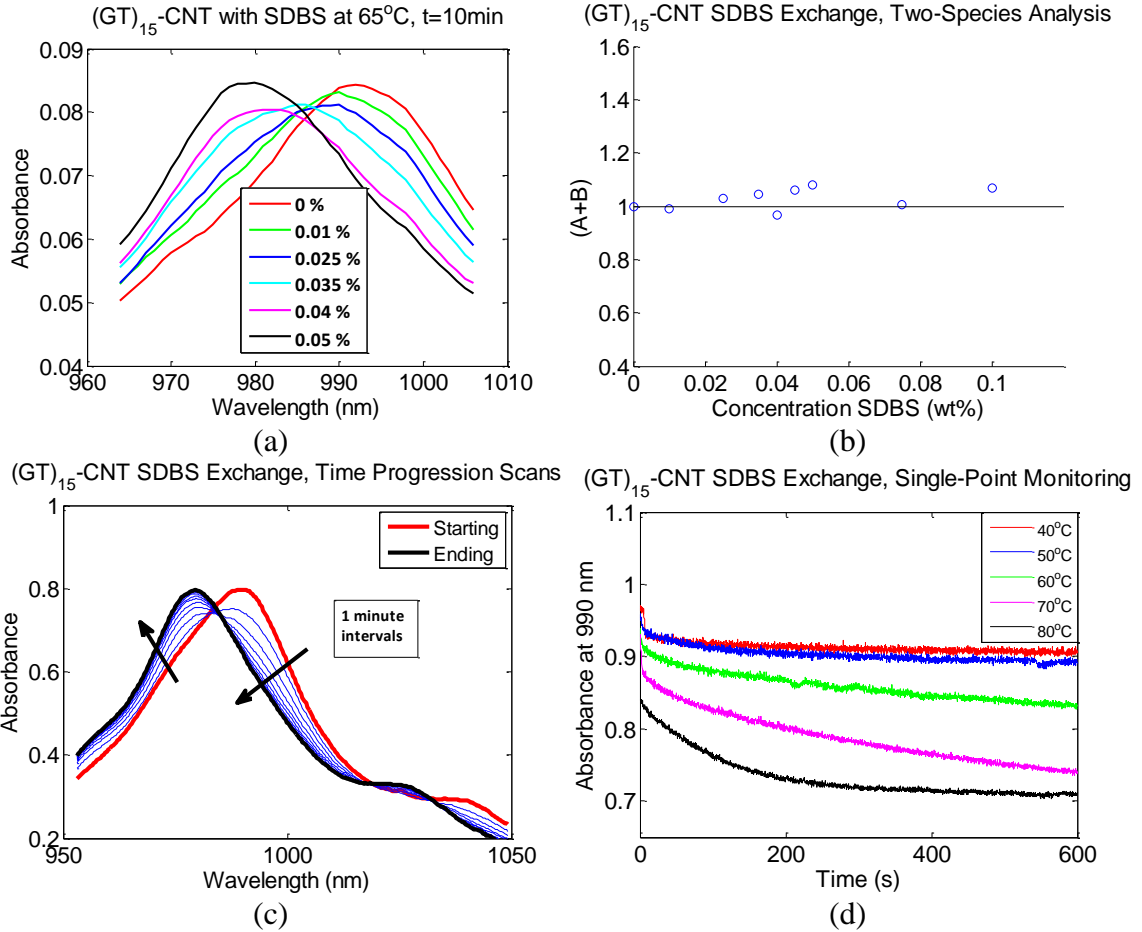 (GT)15-CNT with SDBS at 65oC, t=10min
0.09
0.08
0.07
0.06
0.05
0.04
Absorbance
0 %
0.01 %
0.025 %
0.035 %
0.04 %
0.05 %
960 970 980 990 1000 1010
Wavelength (nm)
(a)
(GT)15-CNT SDBS Exchange, Two-Species Analysis
1.6
1.4
1.2
1
0.8
0.6
0.4
(A+B)
0 0.02 0.04 0.06 0.08 0.1
Concentration SDBS (wt%)
(b)
(GT)15-CNT SDBS Exchange, Time Progression Scans
1
0.8
0.6
0.4
0.2
Absorbance
Starting
Ending
1 minute
intervals
950 1000 1050
Wavelength (nm)
(c)
(GT)15-CNT SDBS Exchange, Single-Point Monitoring
1.1
1
0.9
0.8
0.7
Absorbance at 990 nm
40oC
50oC
60oC
70oC
80oC
0 200 400 600
Time (s)
(d)